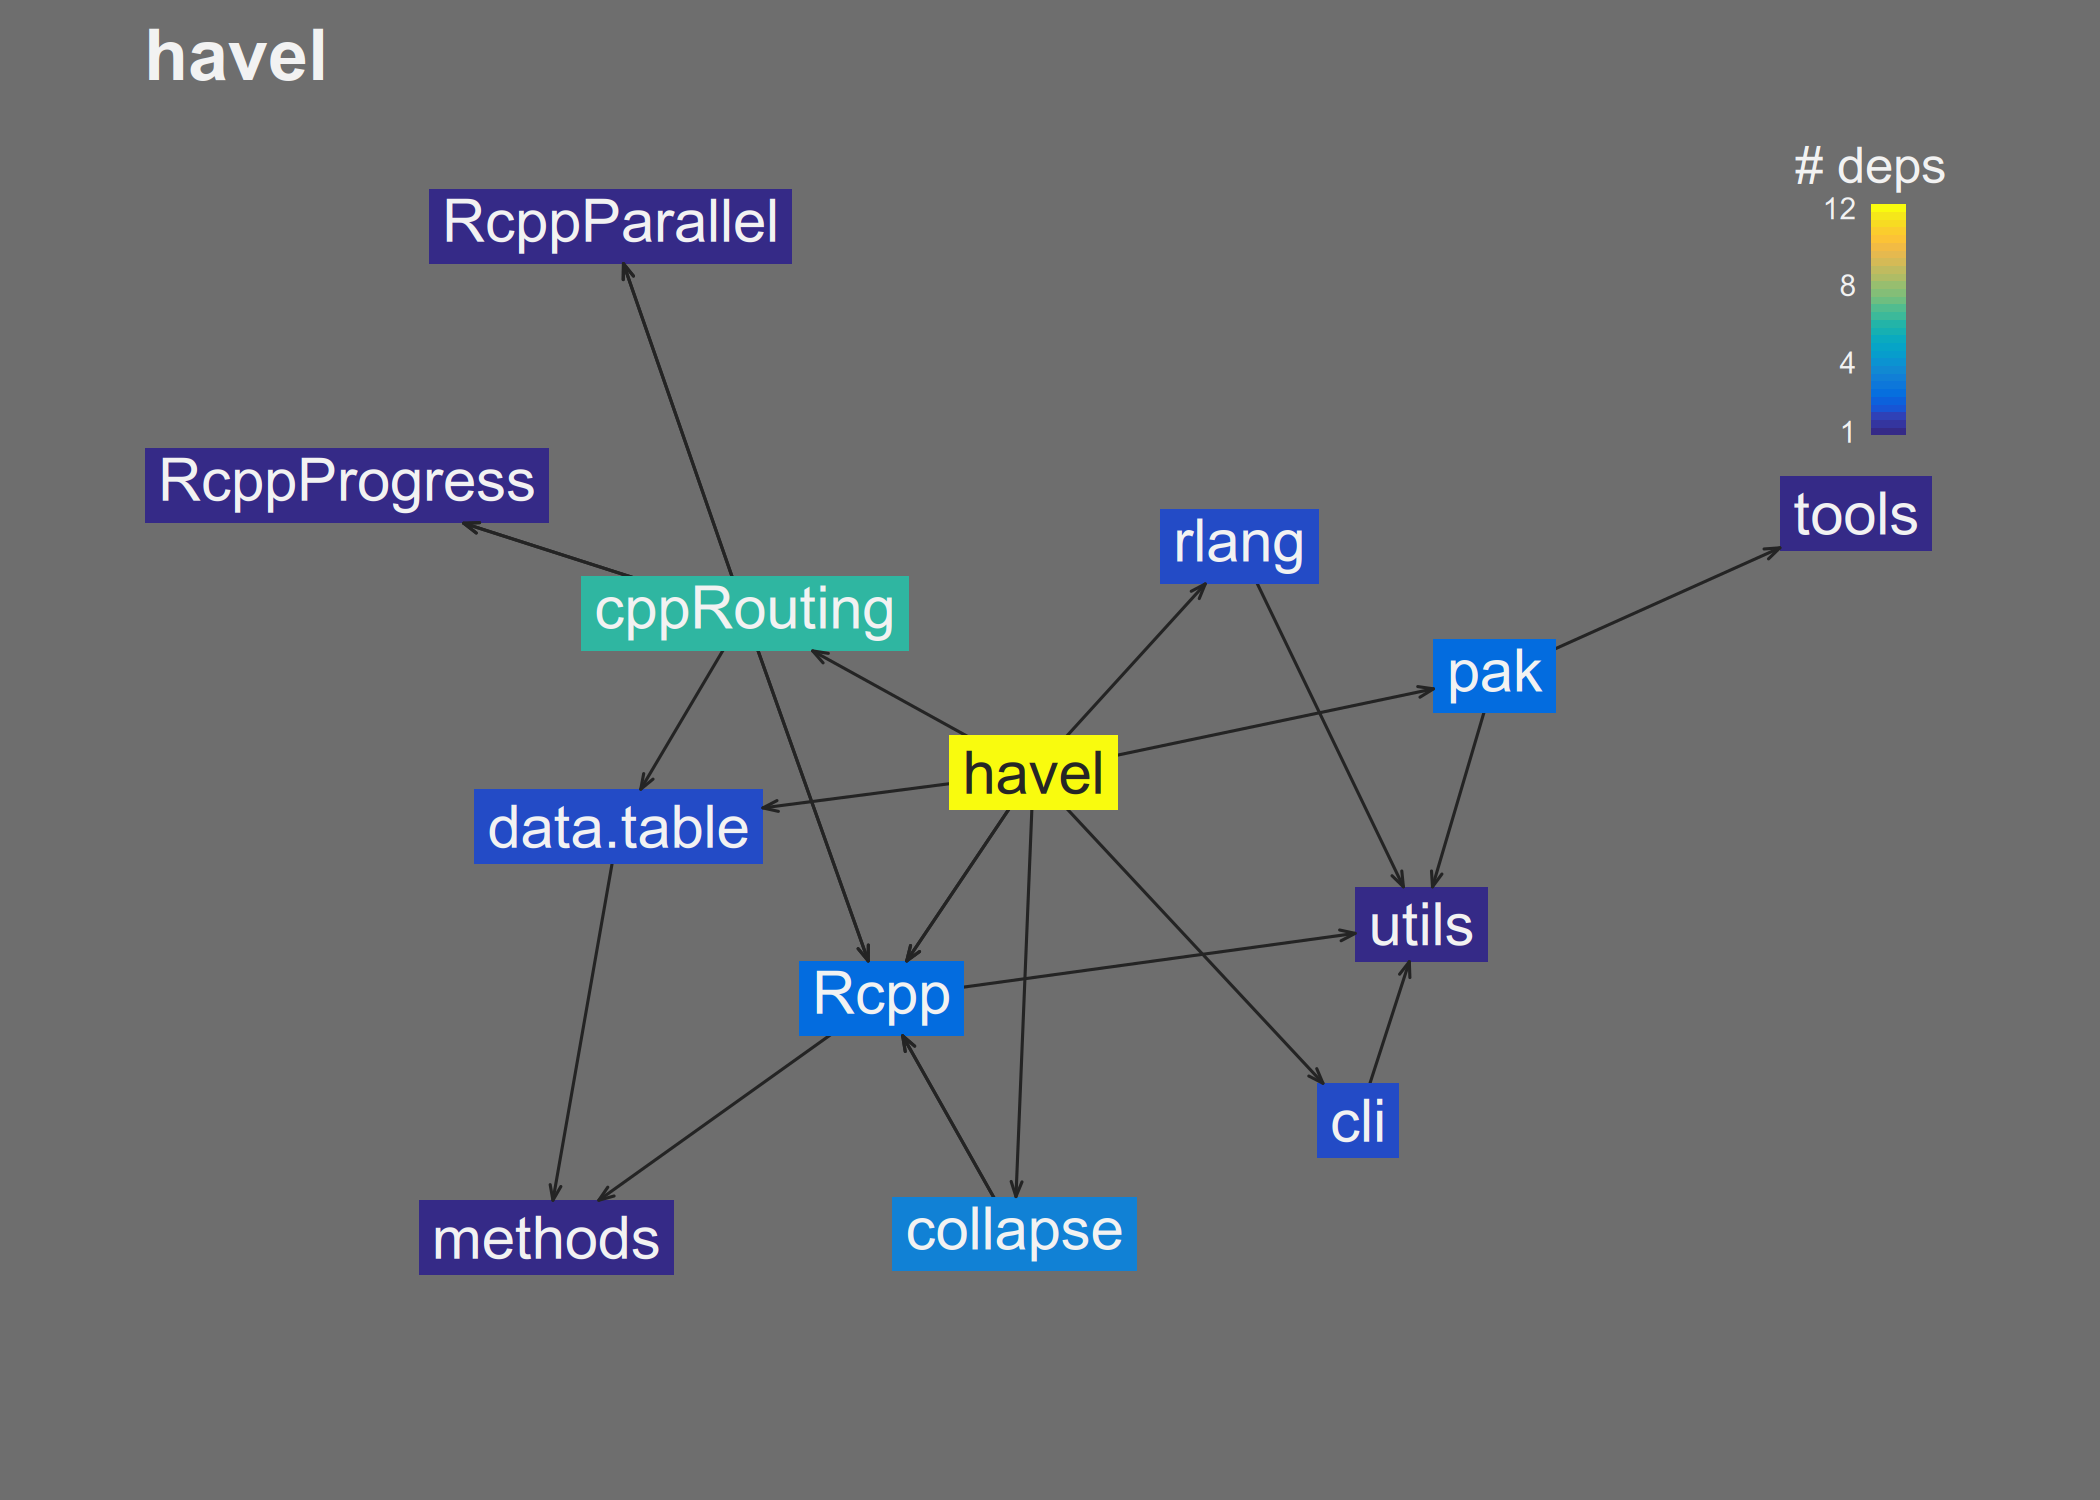 havel
# deps
12
8
4
1
RcppParallel
RcppProgress
tools
rlang
cppRouting
pak
havel
data.table
utils
Rcpp
cli
methods
collapse